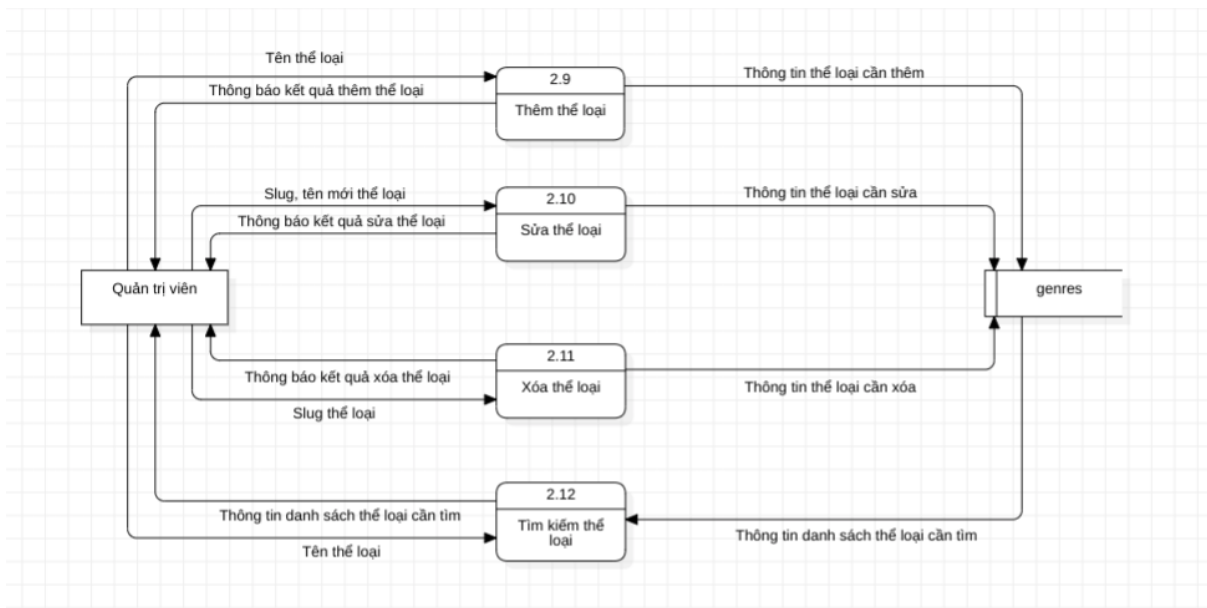 Tên thể loại
2.9
Thông tin thể loại cần thêm
Thông báo kết quả thêm thể loại
Thêm thể loại
Slug, tên mới thể loại
2.10
Thông tin thể loại cần sửa
Thông báo kết quả sửa thể loại
Sửa thể loại
Quản trị viên
genres
2.11
Thông báo kết quả xóa thể loại
Xóa thể loại
Thông tin thể loại cần xóa
Slug thể loại
2.12
Thông tin danh sách thể loại cần tìm
Tìm kiếm thể
loại
Thông tin danh sách thể loại cần tìm
Tên thể loại